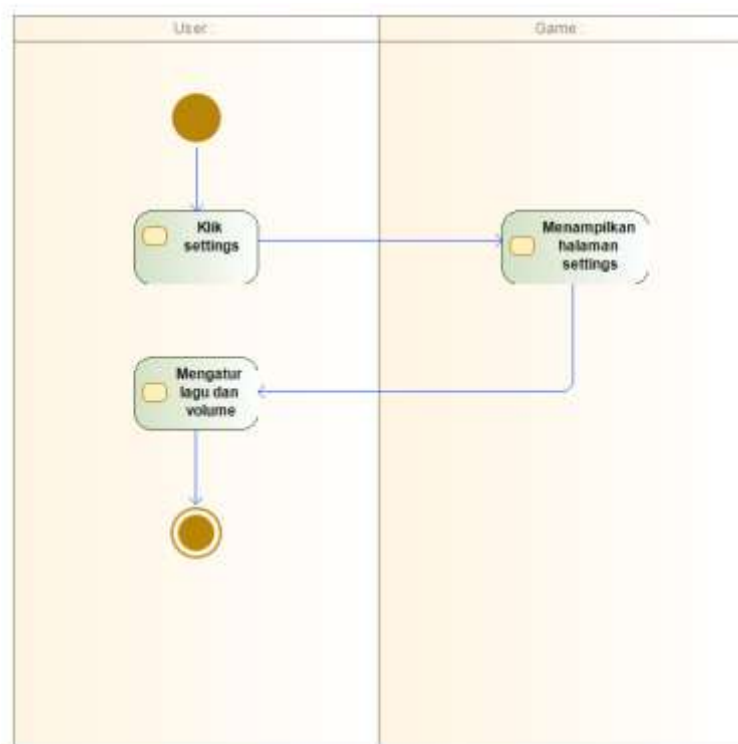 User
Game
Klik
settings
Menampilkan
halaman
settings
Mengatur
lagu dan
volume